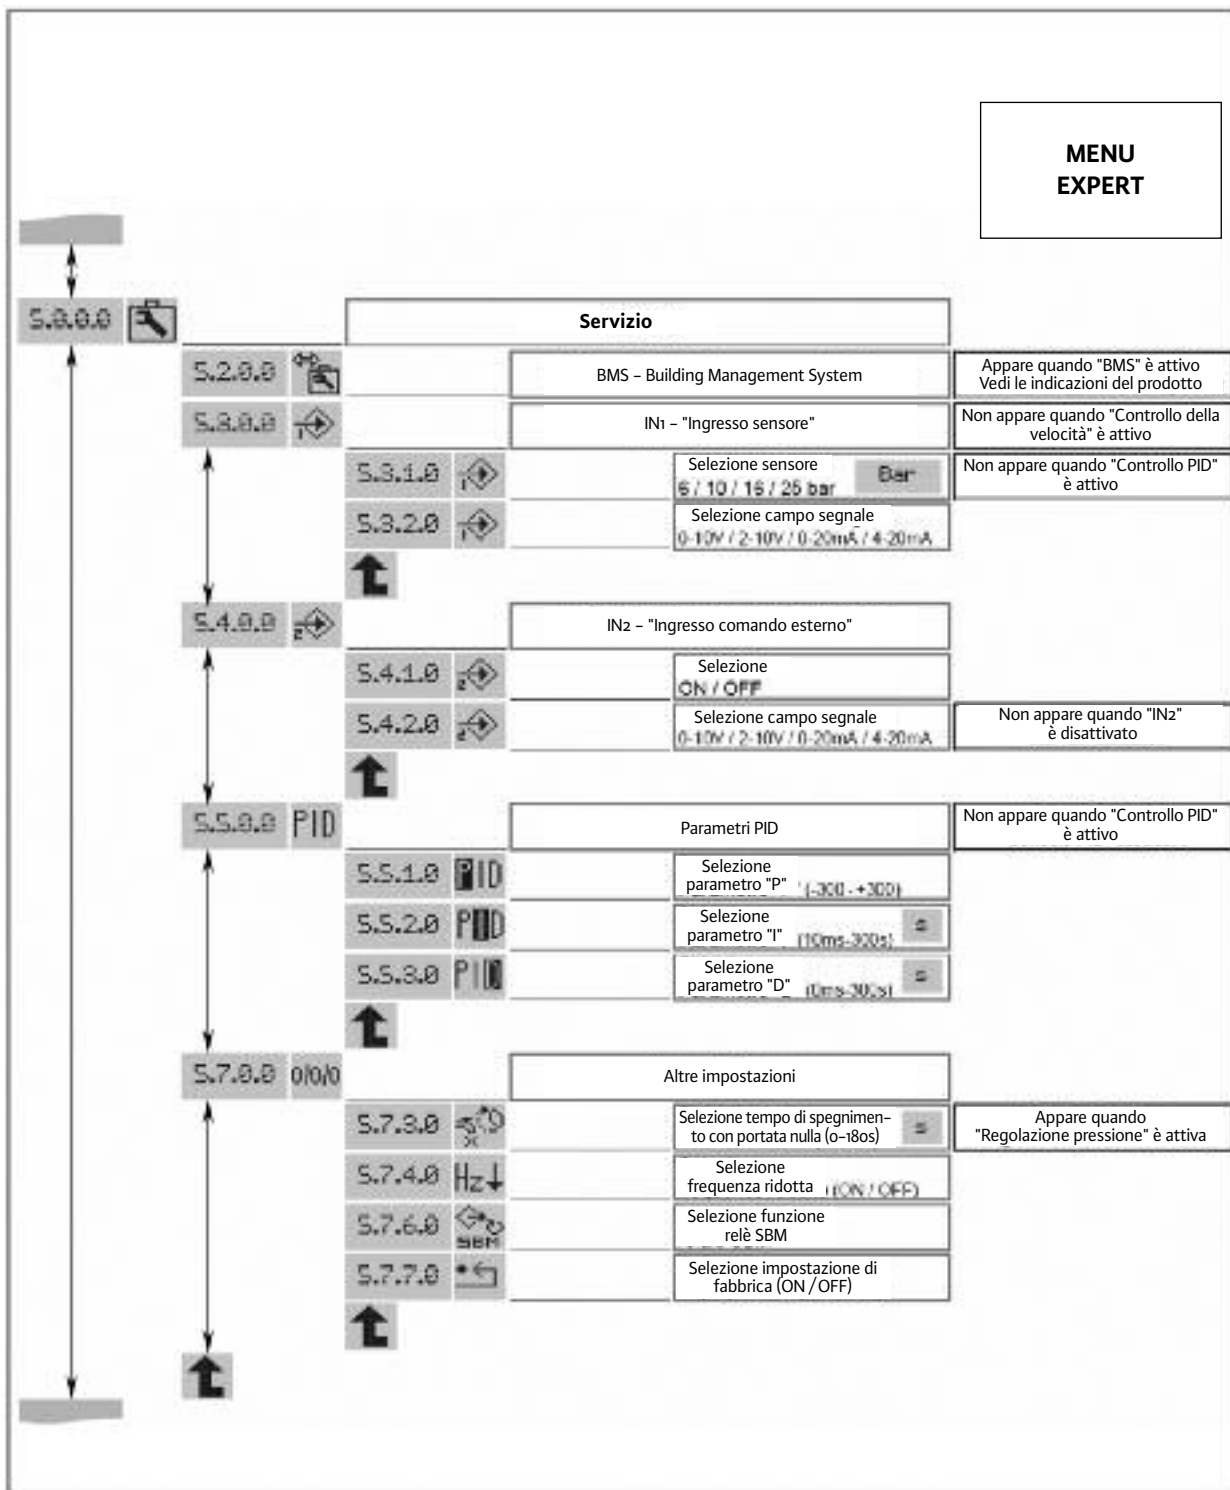 MENU
EXPERT
5.0.0.0
Servizio
5.2.0.0
BMS – Building Management System
Appare quando "BMS" è attivo
Vedi le indicazioni del prodotto
5.3.0.0 1
IN1 – "Ingresso sensore"
Non appare quando "Controllo della
velocità" è attivo
5.3.1.0 1
Selezione sensore
6 / 10 / 16 / 25 bar
Bar
Non appare quando "Controllo PID"
è attivo
5.3.2.0 1
Selezione campo segnale
0-10V / 2-10V / 0-20mA / 4-20mA
5.4.0.0 2
IN2 – "Ingresso comando esterno"
5.4.1.0 2
Selezione
ON / OFF
5.4.2.0 2
Selezione campo segnale
0-10V / 2-10V / 0-20mA / 4-20mA
Non appare quando "IN2"
è disattivato
5.5.0.0 PID
Parametri PID
Non appare quando "Controllo PID"
è attivo
5.5.1.0 PID
Selezione
parametro "P" (-300 - +300)
5.5.2.0 PID
Selezione
parametro "I" (10ms-300s)
s
5.5.3.0 PID
Selezione
parametro "D" (0ms-300s)
s
5.7.0.0 0/0/0
Altre impostazioni
5.7.3.0
Selezione tempo di spegnimen-
to con portata nulla (0-180s)
s
Appare quando
"Regolazione pressione" è attiva
5.7.4.0 Hz
Selezione
frequenza ridotta (ON / OFF)
5.7.6.0 SBM
Selezione funzione
relè SBM
5.7.7.0
Selezione impostazione di
fabbrica (ON / OFF)